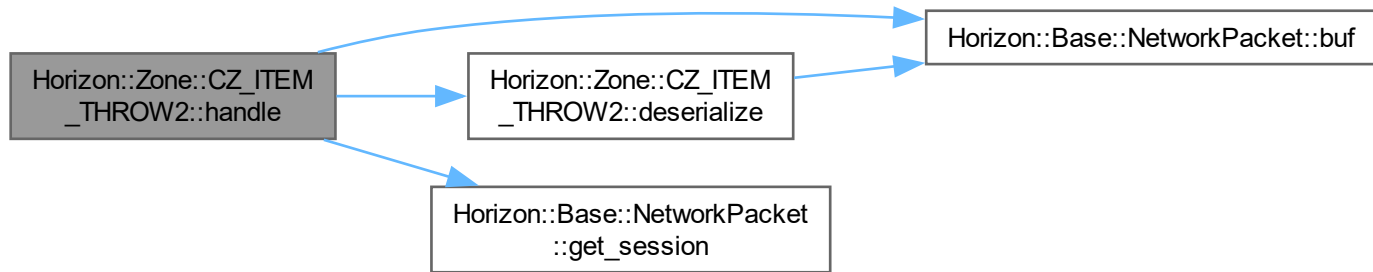 Horizon::Zone::CZ_ITEM
_THROW2::handle
Horizon::Base::NetworkPacket::buf
Horizon::Zone::CZ_ITEM
_THROW2::deserialize
Horizon::Base::NetworkPacket
::get_session